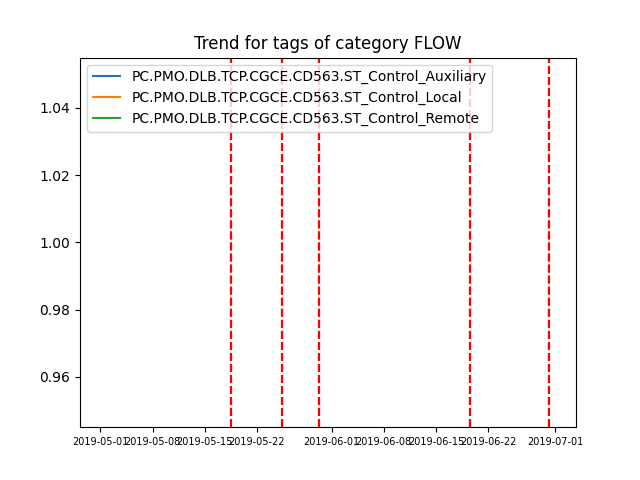 Trend for tags of category FLOW
PC.PMO.DLB.TCP.CGCE.CD563.ST_Control_Auxiliary
PC.PMO.DLB.TCP.CGCE.CD563.ST_Control_Local
PC.PMO.DLB.TCP.CGCE.CD563.ST_Control_Remote
1.04
1.02
1.00
0.98
0.96
2019-05-01 2019-05-08 2019-05-15 2019-05-22 2019-06-01 2019-06-08 2019-06-15 2019-06-22 2019-07-01